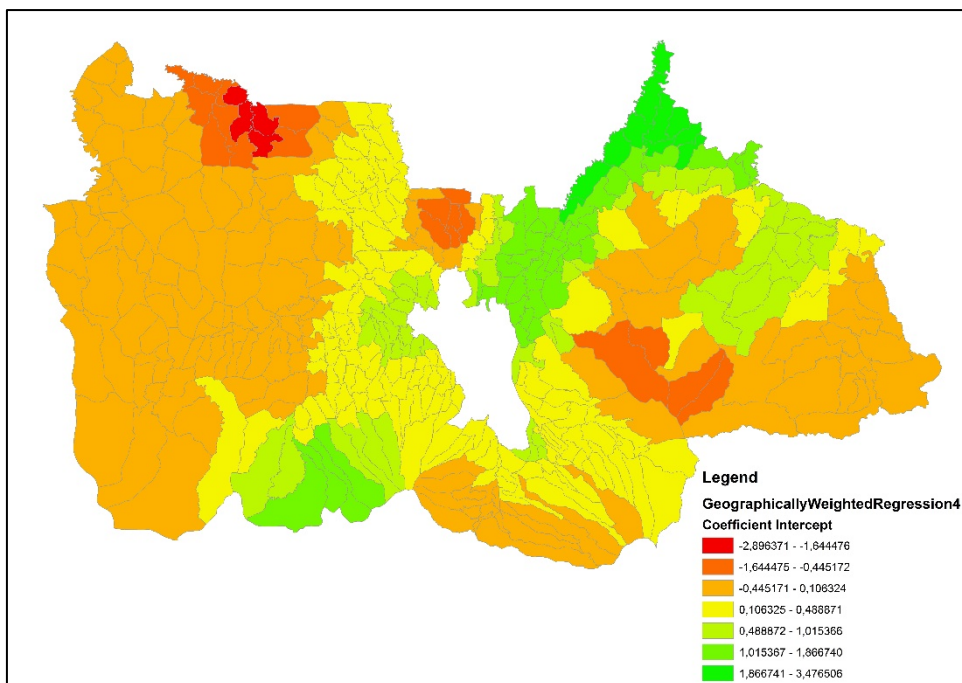 Legend
GeographicallyWeightedRegression4
Coefficient Intercept
-2,896371 - -1,644476
-1,644475 - -0,445172
-0,445171 - 0,106324
0,106325 - 0,488871
0,488872 - 1,015366
1,015367 - 1,866740
1,866741 - 3,476506